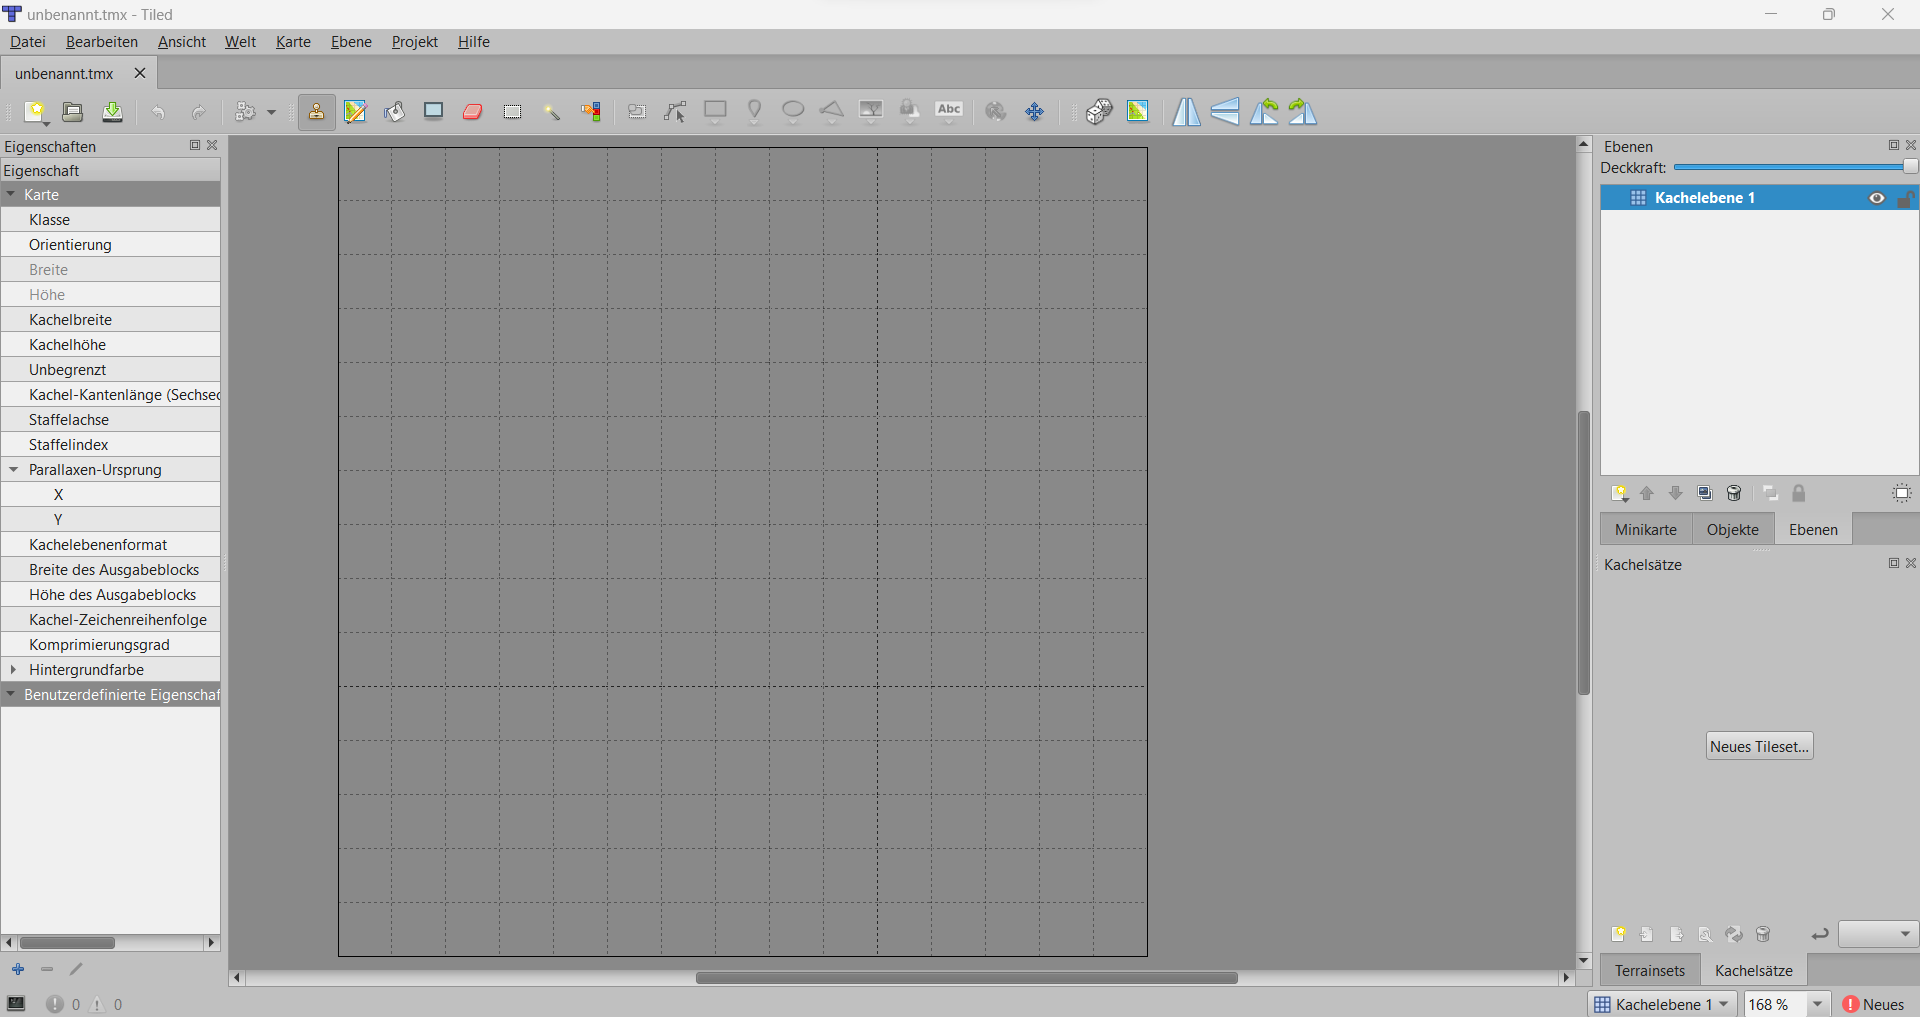 unbenannt.tmx - Tiled
Datei Bearbeiten Ansicht Welt Karte Ebene Projekt Hilfe
unbenannt.tmx
Abc
Eigenschaften
Eigenschaft
Karte
Klasse
Orientierung
Breite
Höhe
Kachelbreite
Kachelhöhe
Unbegrenzt
Kachel-Kantenlänge (Sechsec
Staffelachse
Staffelindex
Parallaxen-Ursprung
X
Y
Kachelebenenformat
Breite des Ausgabeblocks
Höhe des Ausgabeblocks
Kachel-Zeichenreihenfolge
Komprimierungsgrad
Hintergrundfarbe
Benutzerdefinierte Eigenschaf
0 0
Ebenen
Deckkraft:
Kachelebene 1
Minikarte Objekte Ebenen
Kachelsätze
Neues Tileset...
Terrainsets Kachelsätze
Kachelebene 1 168 % Neues